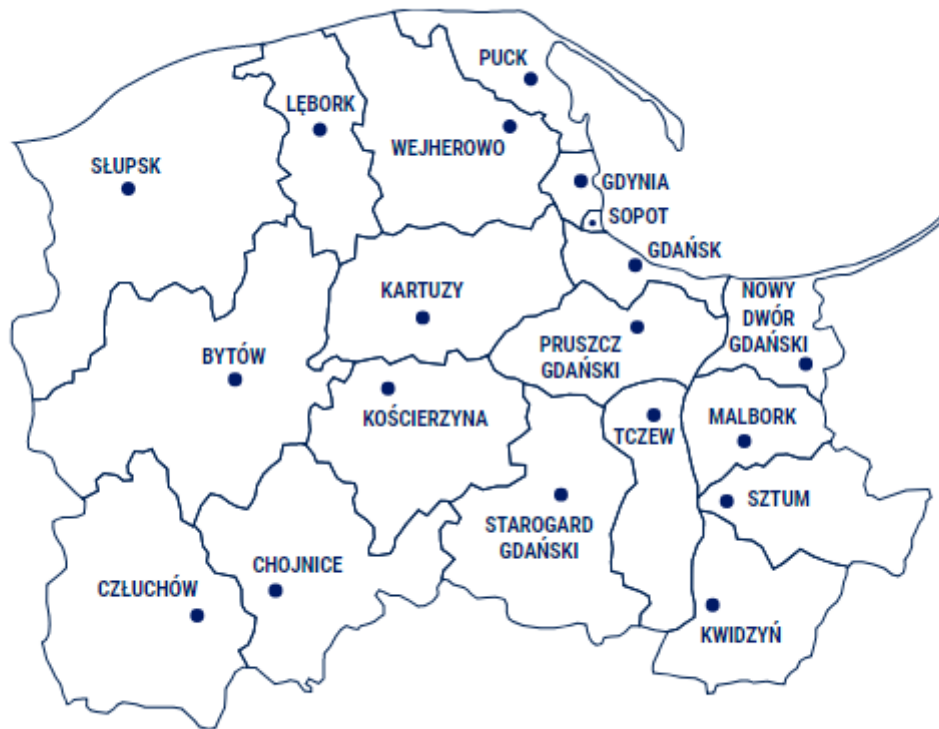 PUCK
LĘBORK
WEJHEROWO
SŁUPSK
GDYNIA
SOPOT
GDAŃSK
KARTUZY
NOWY
DWÓR
GDAŃSKI
PRUSZCZ
GDAŃSKI
BYTÓW
KOŚCIERZYNA
TCZEW
MALBORK
SZTUM
STAROGARD
GDAŃSKI
CHOJNICE
CZŁUCHÓW
KWIDZYŃ